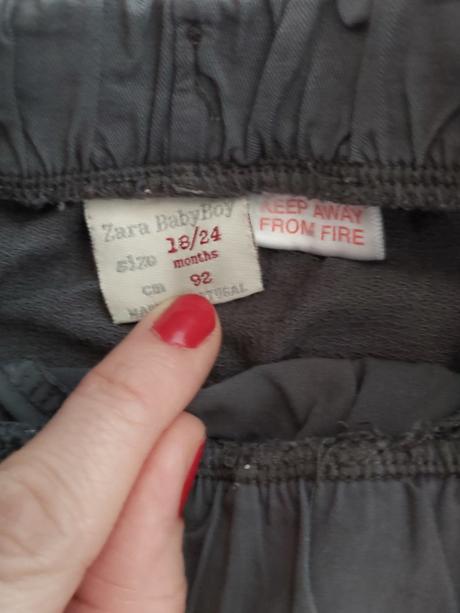 Zara BabyBoy
size 18/24
months
cm 92
KEEP AWAY
FROM FIRE